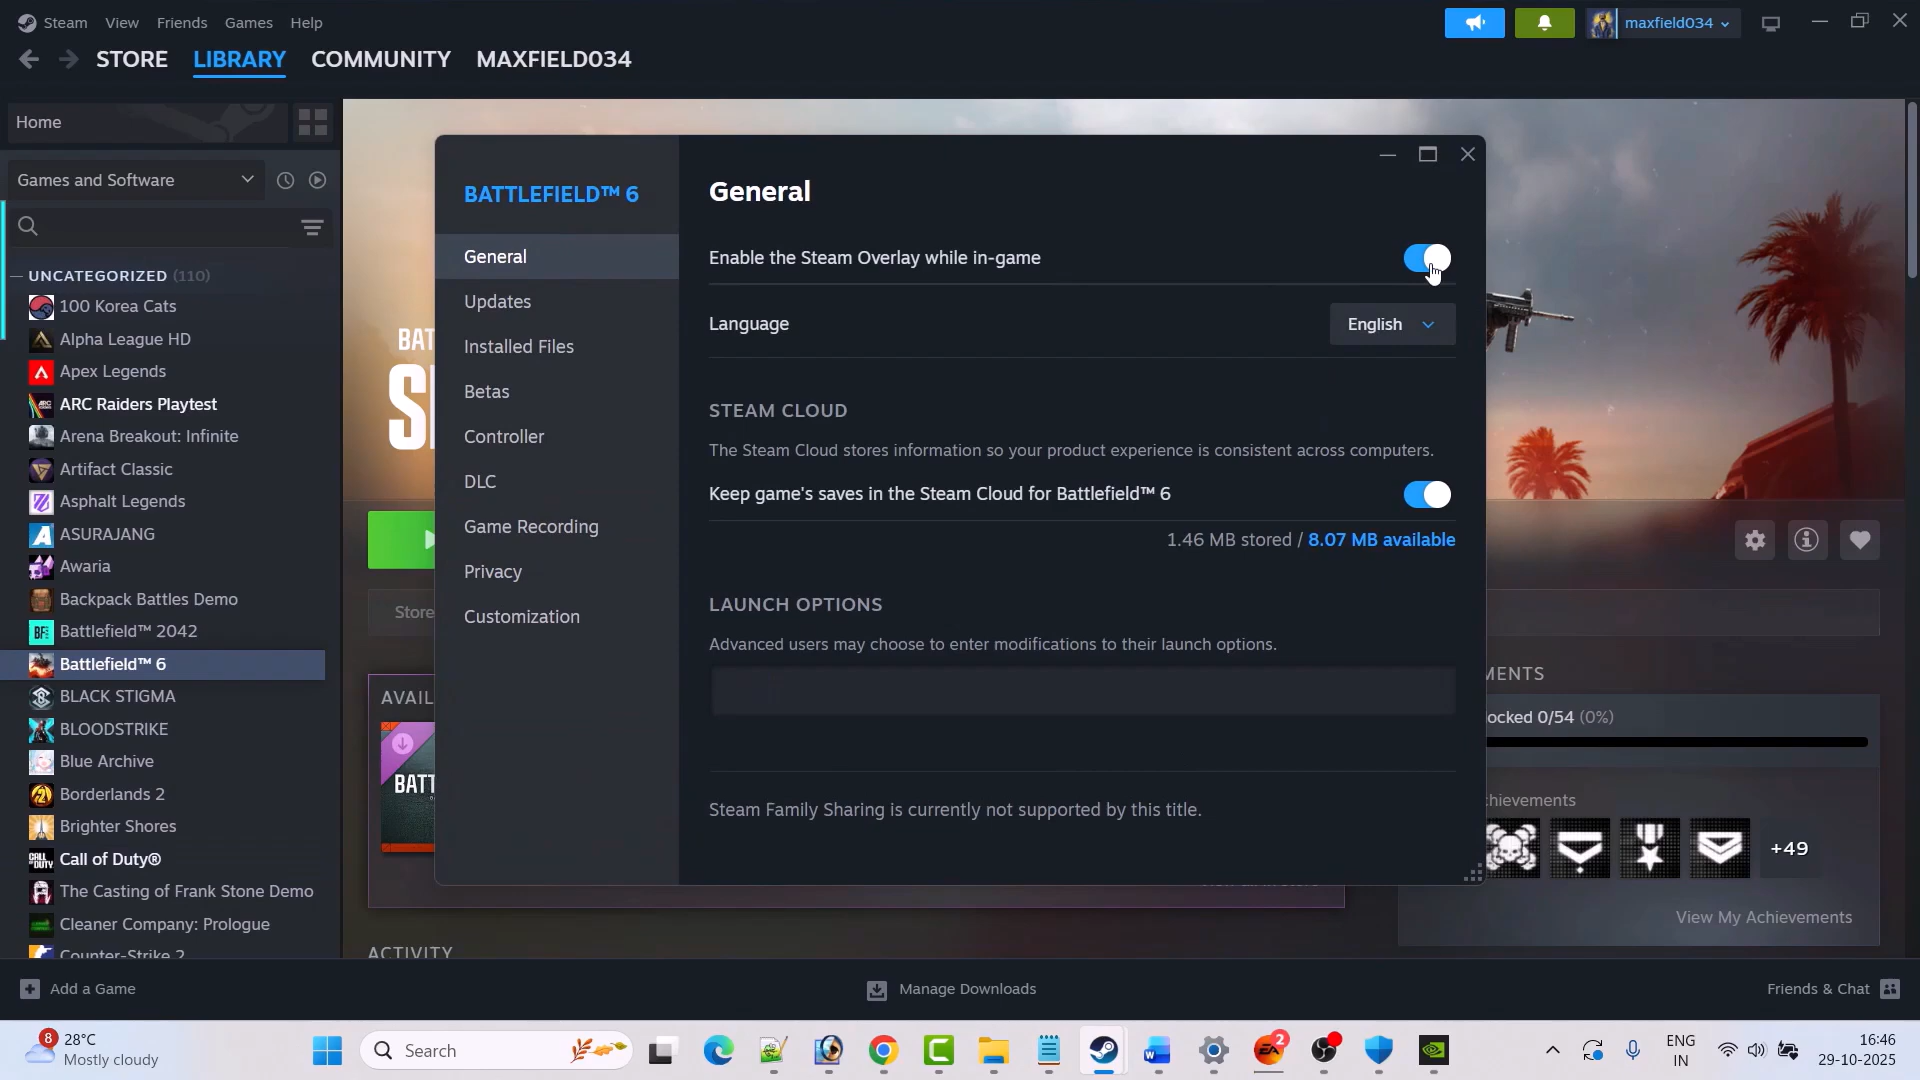 Steam View Friends Games Help
maxfield034
STORE LIBRARY COMMUNITY MAXFIELD034
Home
Games and Software
UNCATEGORIZED (110)
100 Korea Cats
Alpha League HD
Apex Legends
ARC Raiders Playtest
Arena Breakout: Infinite
Artifact Classic
Asphalt Legends
ASURAJANG
Awaria
Backpack Battles Demo
Battlefield™ 2042
Battlefield™ 6
BLACK STIGMA
BLOODSTRIKE
Blue Archive
Borderlands 2
Brighter Shores
Call of Duty®
The Casting of Frank Stone Demo
Cleaner Company: Prologue
Counter-Strike 2
BATTLEFIELD™ 6
General
Updates
Installed Files
Betas
Controller
DLC
Game Recording
Privacy
Customization
General
Enable the Steam Overlay while in-game
Language English
STEAM CLOUD
The Steam Cloud stores information so your product experience is consistent across computers.
Keep game's saves in the Steam Cloud for Battlefield™ 6
1.46 MB stored / 8.07 MB available
LAUNCH OPTIONS
Advanced users may choose to enter modifications to their launch options.
Steam Family Sharing is currently not supported by this title.
BAT
S
Store
AVAIL
BATT
ACTIVITY
MENTS
ocked 0/54 (0%)
chievements
+49
View My Achievements
Add a Game
Manage Downloads
Friends & Chat
8
28°C
Mostly cloudy
Search
2
ENG
IN
16:46
29-10-2025